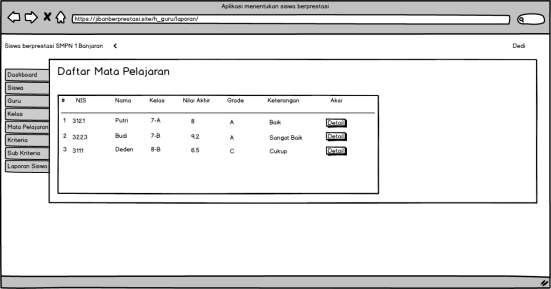 Aplikasi menentukan siswa berprestasi
https://jbanberprestasi.site/h_guru/laporan/
Siswa berprestasi SMPN 1 Banjaran <
Dedi
Dashboard
Siswa
Guru
Kelas
Mata Pelajaran
Kriteria
Sub Kriteria
Laporan Siswa
Daftar Mata Pelajaran
# NIS Nama Kelas Nilai Akhir Grade Keterangan Aksi
1 3121 Putri 7-A 8 A Baik Detail
2 3223 Budi 7-B 9.2 A Sangat Baik Detail
3 3111 Deden 8-B 6.5 C Cukup Detail